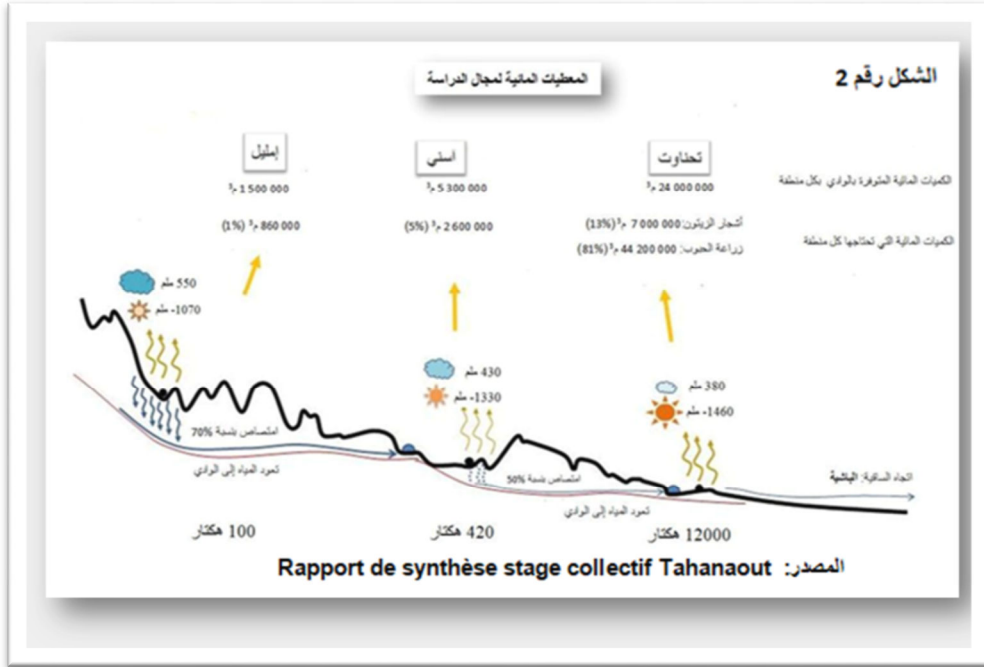 الشكل رقم 2
المعطيات المائية لمجال الدراسة
تحناوت
أسني
إمليل
الكميات المائية المتوفرة بالوادي بكل منطقة
24 000 000 م³
5 300 000 م³
1 500 000 م³
الكميات المائية التي تحتاجها كل منطقة
أشجار الزيتون: 7 000 000 م³ (13%)
زراعة الحبوب: 44 200 000 م³ (81%)
2 600 000 م³ (5%)
860 000 م³ (1%)
550 ملم
1070- ملم
430 ملم
1330- ملم
380 ملم
1460- ملم
امتصاص بنسبة 70%
تعود المياه إلى الوادي
امتصاص بنسبة 50%
تعود المياه إلى الوادي
اتجاه الساقية: الباشية
12000 هكتار
420 هكتار
100 هكتار
المصدر: Rapport de synthèse stage collectif Tahanaout